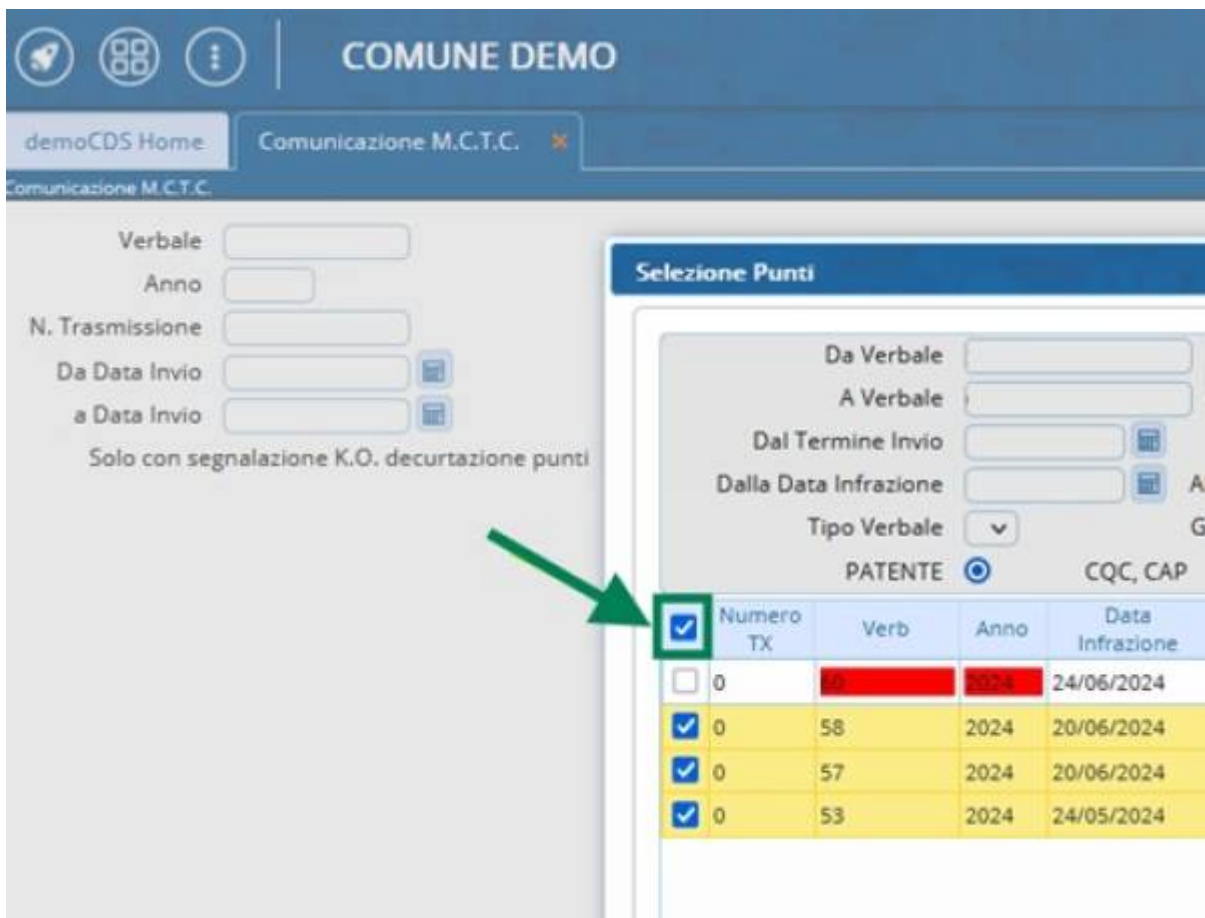 COMUNE DEMO
demoCDS Home
Comunicazione M.C.T.C.
Comunicazione M.C.T.C.
Verbale
Anno
N. Trasmissione
Da Data Invio
a Data Invio
Solo con segnalazione K.O. decurtazione punti
Selezione Punti
Da Verbale
A Verbale
Dal Termine Invio
Dalla Data Infrazione A
Tipo Verbale G
PATENTE CQC, CAP
Numero TX Verb Anno Data Infrazione
0 60 2024 24/06/2024
0 58 2024 20/06/2024
0 57 2024 20/06/2024
0 53 2024 24/05/2024